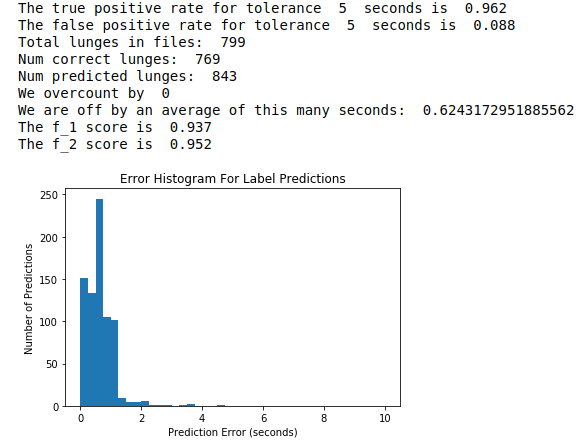 The true positive rate for tolerance  5  seconds is  0.962
The false positive rate for tolerance  5  seconds is  0.088
Total lunges in files:  799
Num correct lunges:  769
Num predicted lunges:  843
We overcount by  0
We are off by an average of this many seconds:  0.6243172951885562
The f_1 score is  0.937
The f_2 score is  0.952
Error Histogram For Label Predictions
250
200
150
100
50
0
Number of Predictions
0 2 4 6 8 10
Prediction Error (seconds)